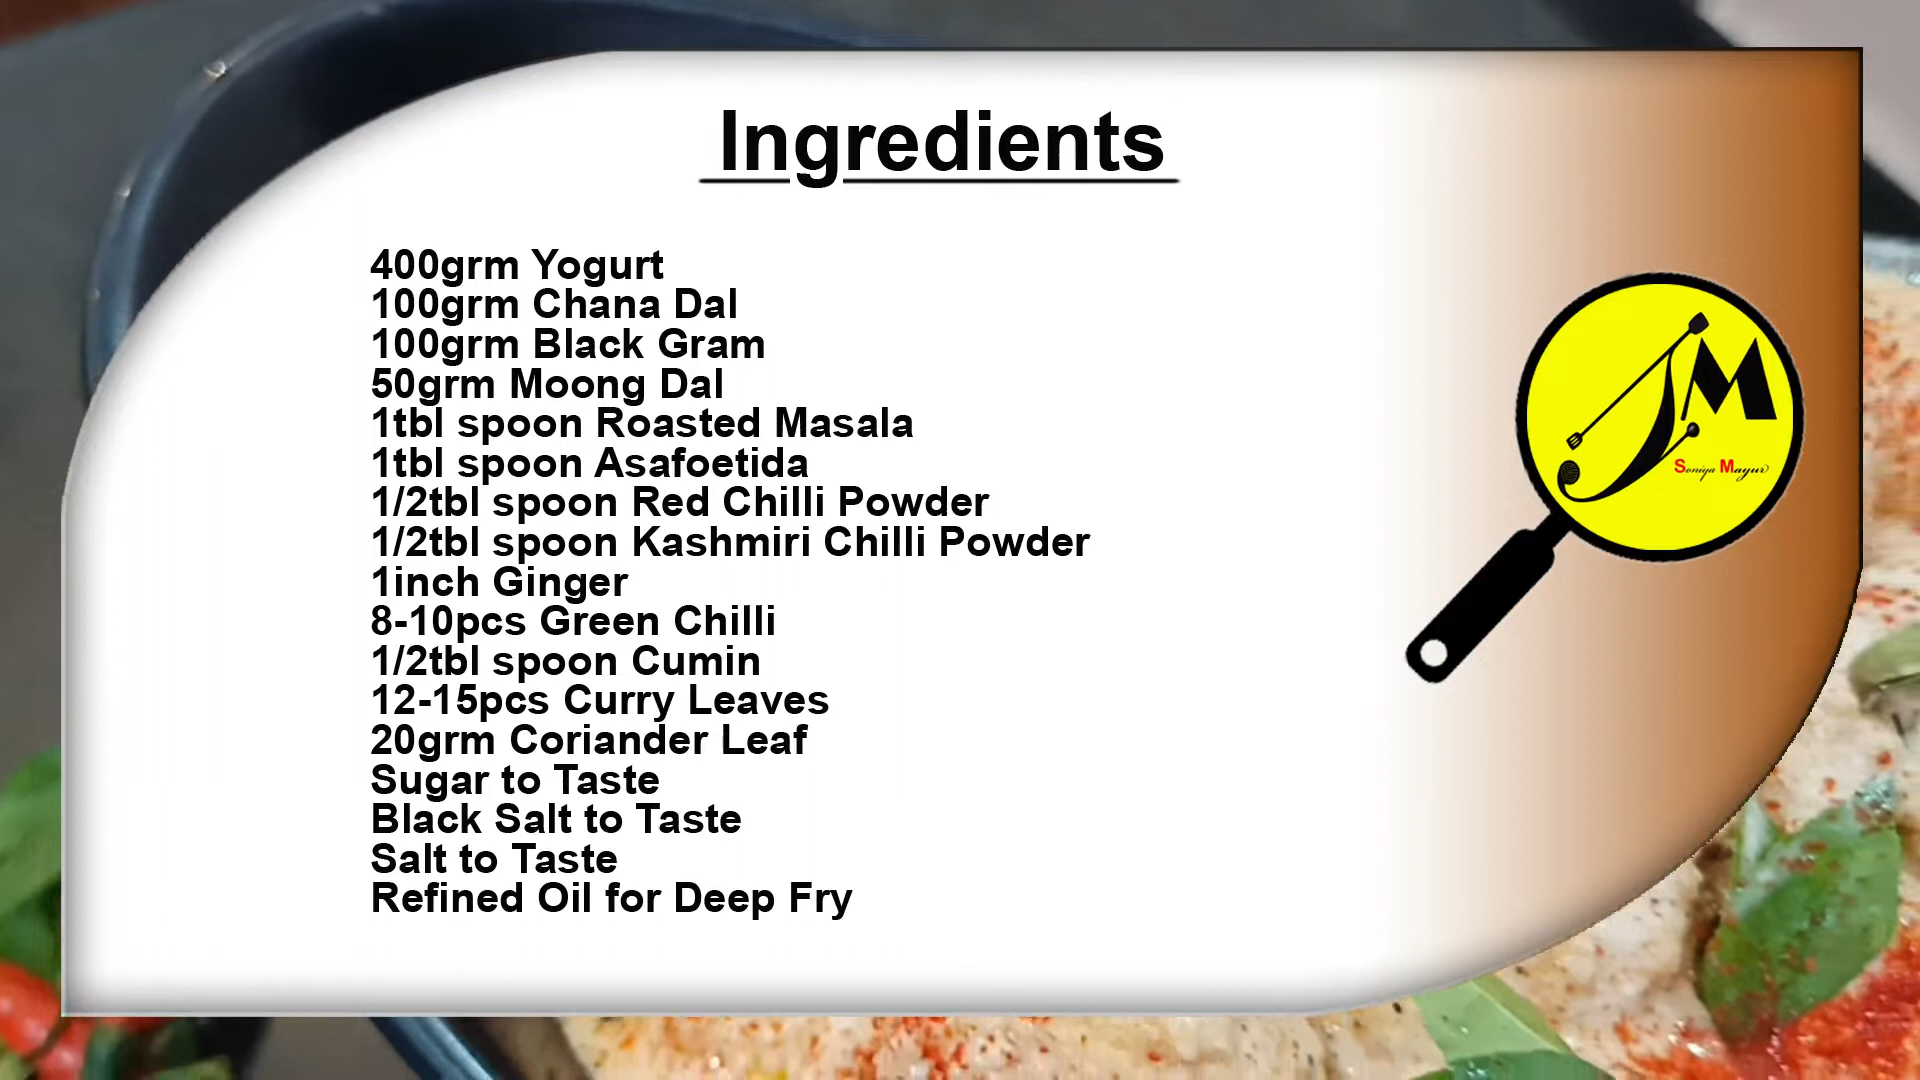 Ingredients
400grm Yogurt
100grm Chana Dal
100grm Black Gram
50grm Moong Dal
1tbl spoon Roasted Masala
1tbl spoon Asafoetida
1/2tbl spoon Red Chilli Powder
1/2tbl spoon Kashmiri Chilli Powder
1inch Ginger
8-10pcs Green Chilli
1/2tbl spoon Cumin
12-15pcs Curry Leaves
20grm Coriander Leaf
Sugar to Taste
Black Salt to Taste
Salt to Taste
Refined Oil for Deep Fry
M
Soniya Mayur